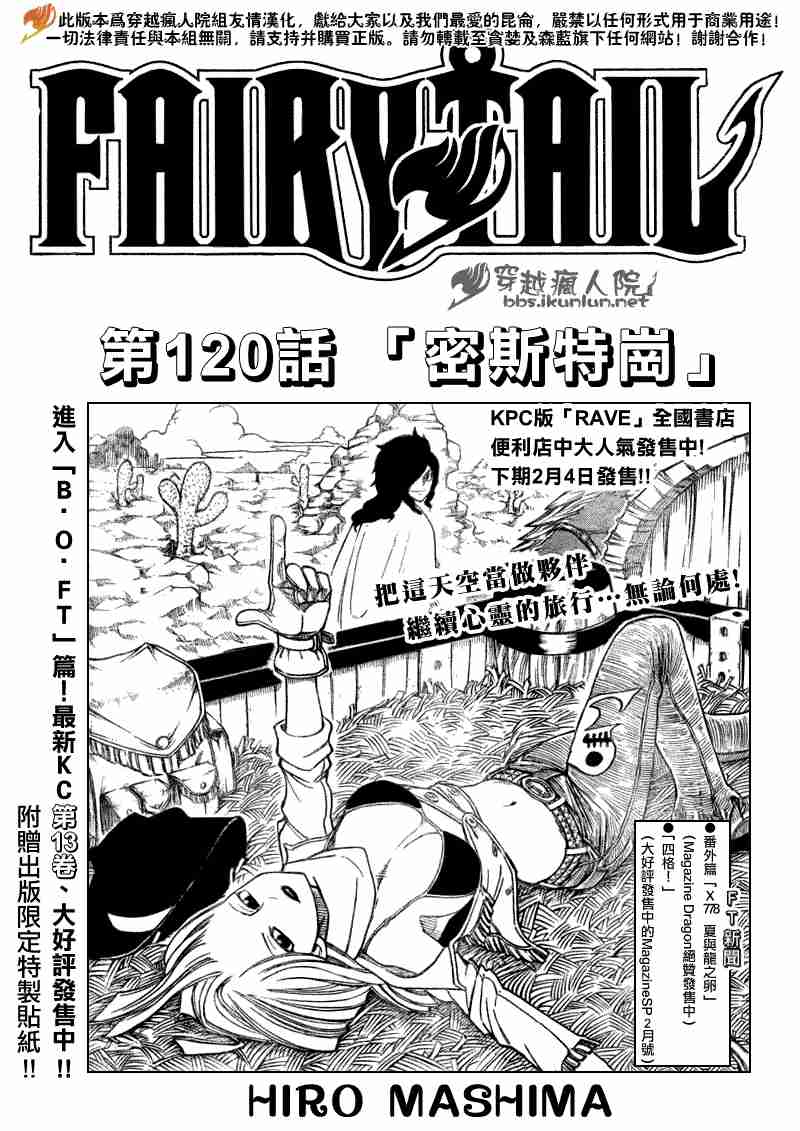 此版本爲穿越瘋人院組友情漢化，獻給大家以及我們最愛的昆侖，嚴禁以任何形式用于商業用途！
一切法律責任與本組無關，請支持并購買正版。請勿轉載至貪婪及森藍旗下任何網站！謝謝合作！
FAIRY TAIL
穿越瘋人院
bbs.ikunlun.net
第120話 「密斯特崗」
進入「B．O．FT」篇！最新KC第13卷、大好評發售中!!
附贈出版限定特製貼紙!!
KPC版「RAVE」全國書店
便利店中大人氣發售中!
下期2月4日發售!!
把這天空當做夥伴
繼續心靈的旅行…無論何處!
FT新聞
●番外篇「X778 夏與龍之卵」
(Magazine Dragon絕贊發售中)
●「四格！」
(大好評發售中的MagazineSP 2月號)
HIRO MASHIMA